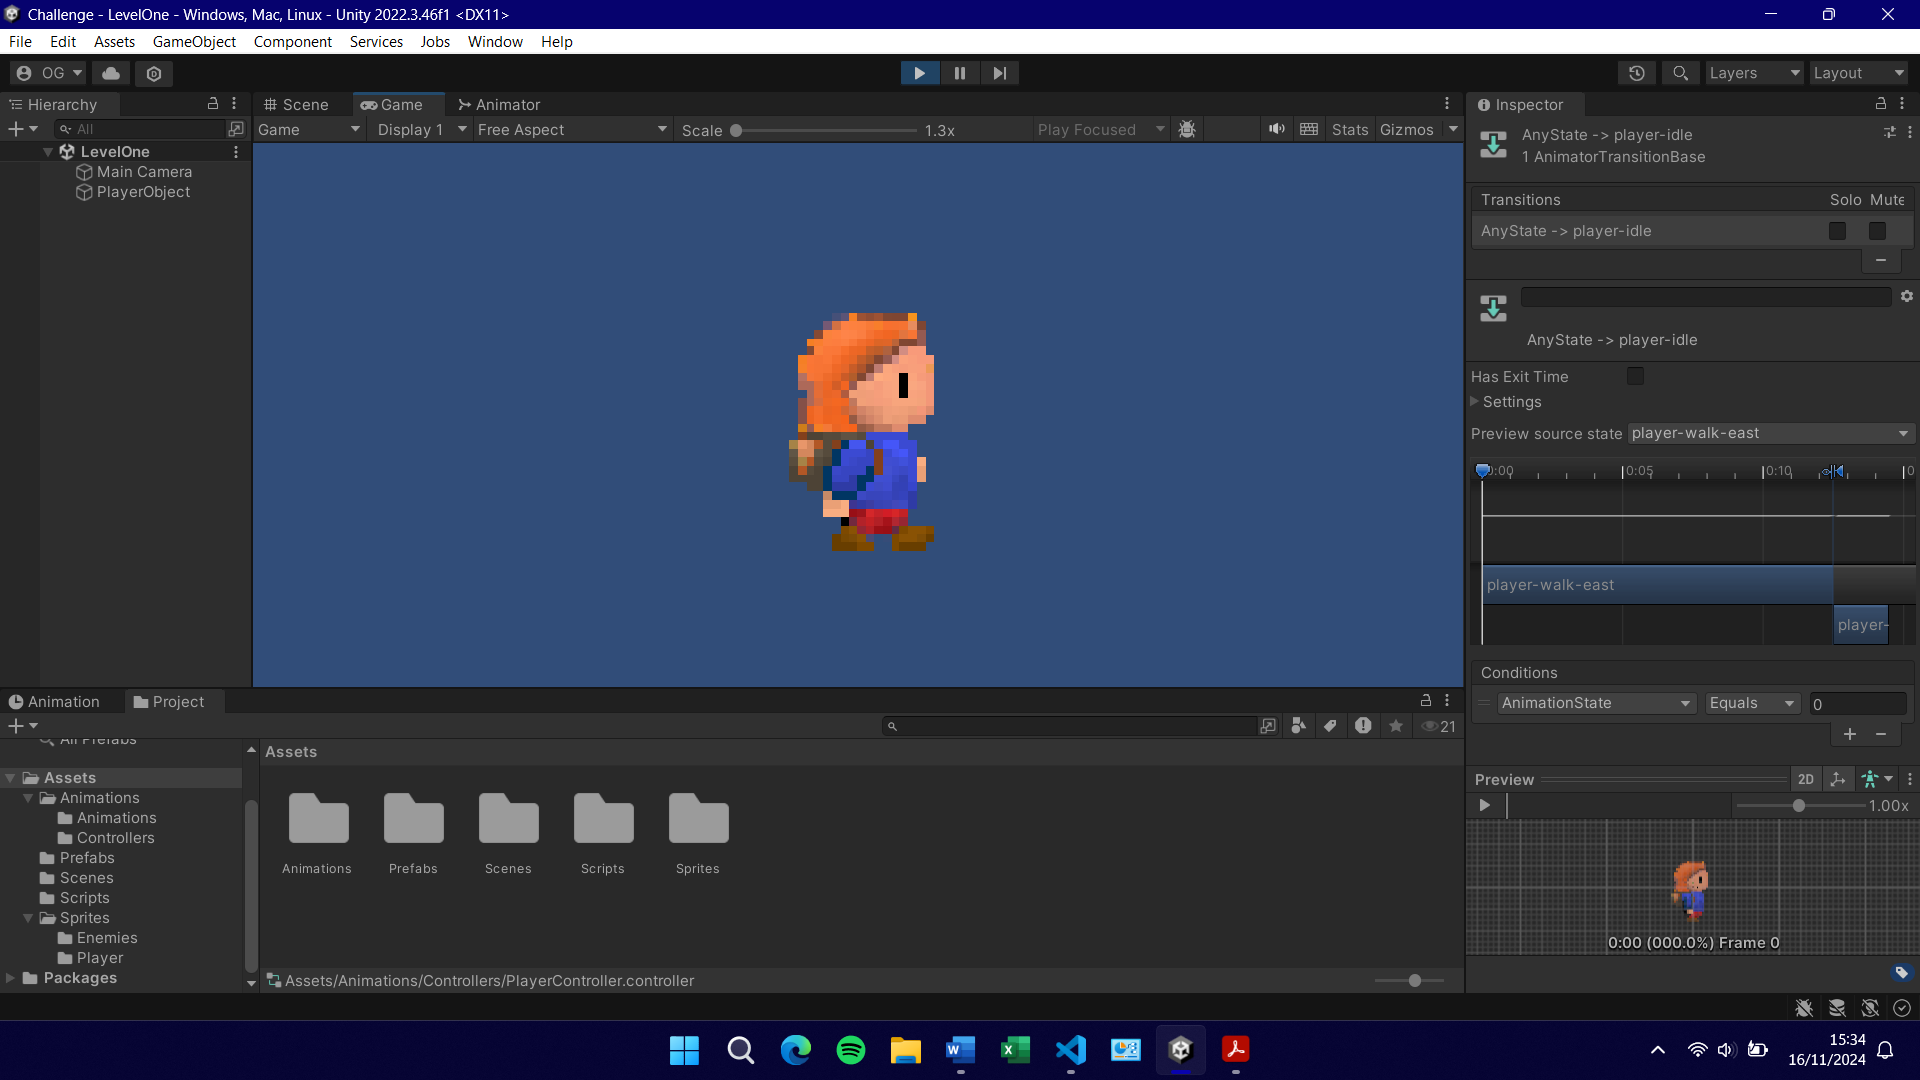 Challenge - LevelOne - Windows, Mac, Linux - Unity 2022.3.46f1 <DX11>
File Edit Assets GameObject Component Services Jobs Window Help
OG
Layers Layout
Hierarchy
All
LevelOne
Main Camera
PlayerObject
Scene Game Animator
Game Display 1 Free Aspect Scale 1.3x Play Focused Stats Gizmos
Inspector
AnyState -> player-idle
1 AnimatorTransitionBase
Transitions Solo Mute
AnyState -> player-idle
AnyState -> player-idle
Has Exit Time
Settings
Preview source state player-walk-east
0:00 0:05 0:10 0
player-walk-east
player-
Conditions
AnimationState Equals 0
Preview 2D
1.00x
0:00 (000.0%) Frame 0
Animation Project
21
All Prefabs
Assets
Animations
Animations
Controllers
Prefabs
Scenes
Scripts
Sprites
Enemies
Player
Packages
Assets
Animations Prefabs Scenes Scripts Sprites
Assets/Animations/Controllers/PlayerController.controller
15:34
16/11/2024